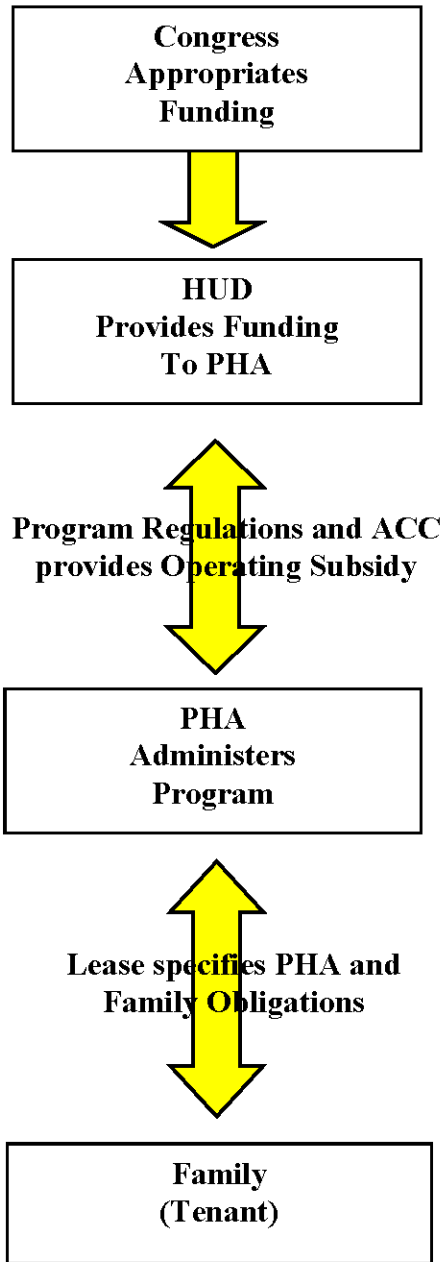 Congress
Appropriates
Funding
HUD
Provides Funding
To PHA
Program Regulations and ACC
provides Operating Subsidy
PHA
Administers
Program
Lease specifies PHA and
Family Obligations
Family
(Tenant)